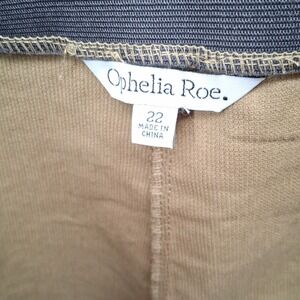 Ophelia Roe.
22
MADE IN
CHINA